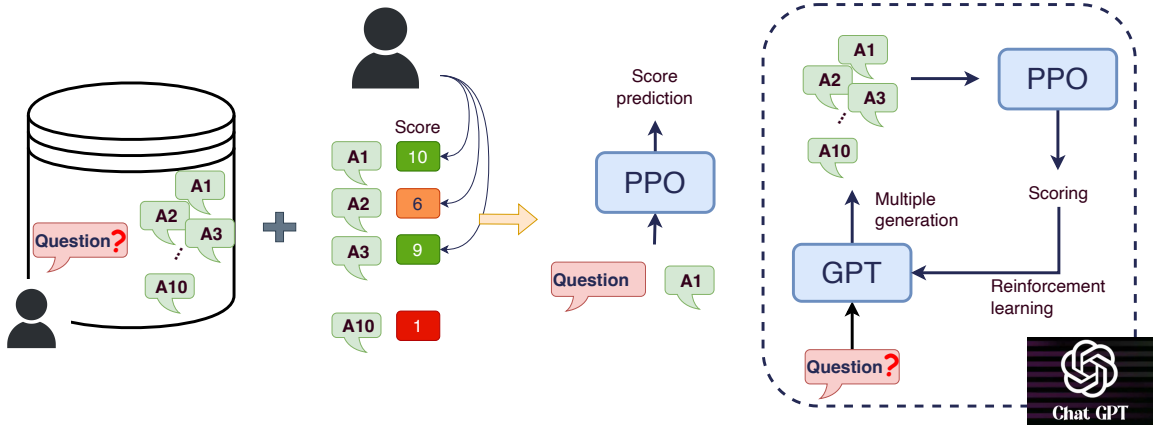 Question?
A1
A2
A3
A10
Score
A1
10
A2
6
A3
9
A10
1
Score
prediction
PPO
Question
A1
A1
A2
A3
A10
PPO
Multiple
generation
Scoring
GPT
Reinforcement
learning
Question?
Chat GPT